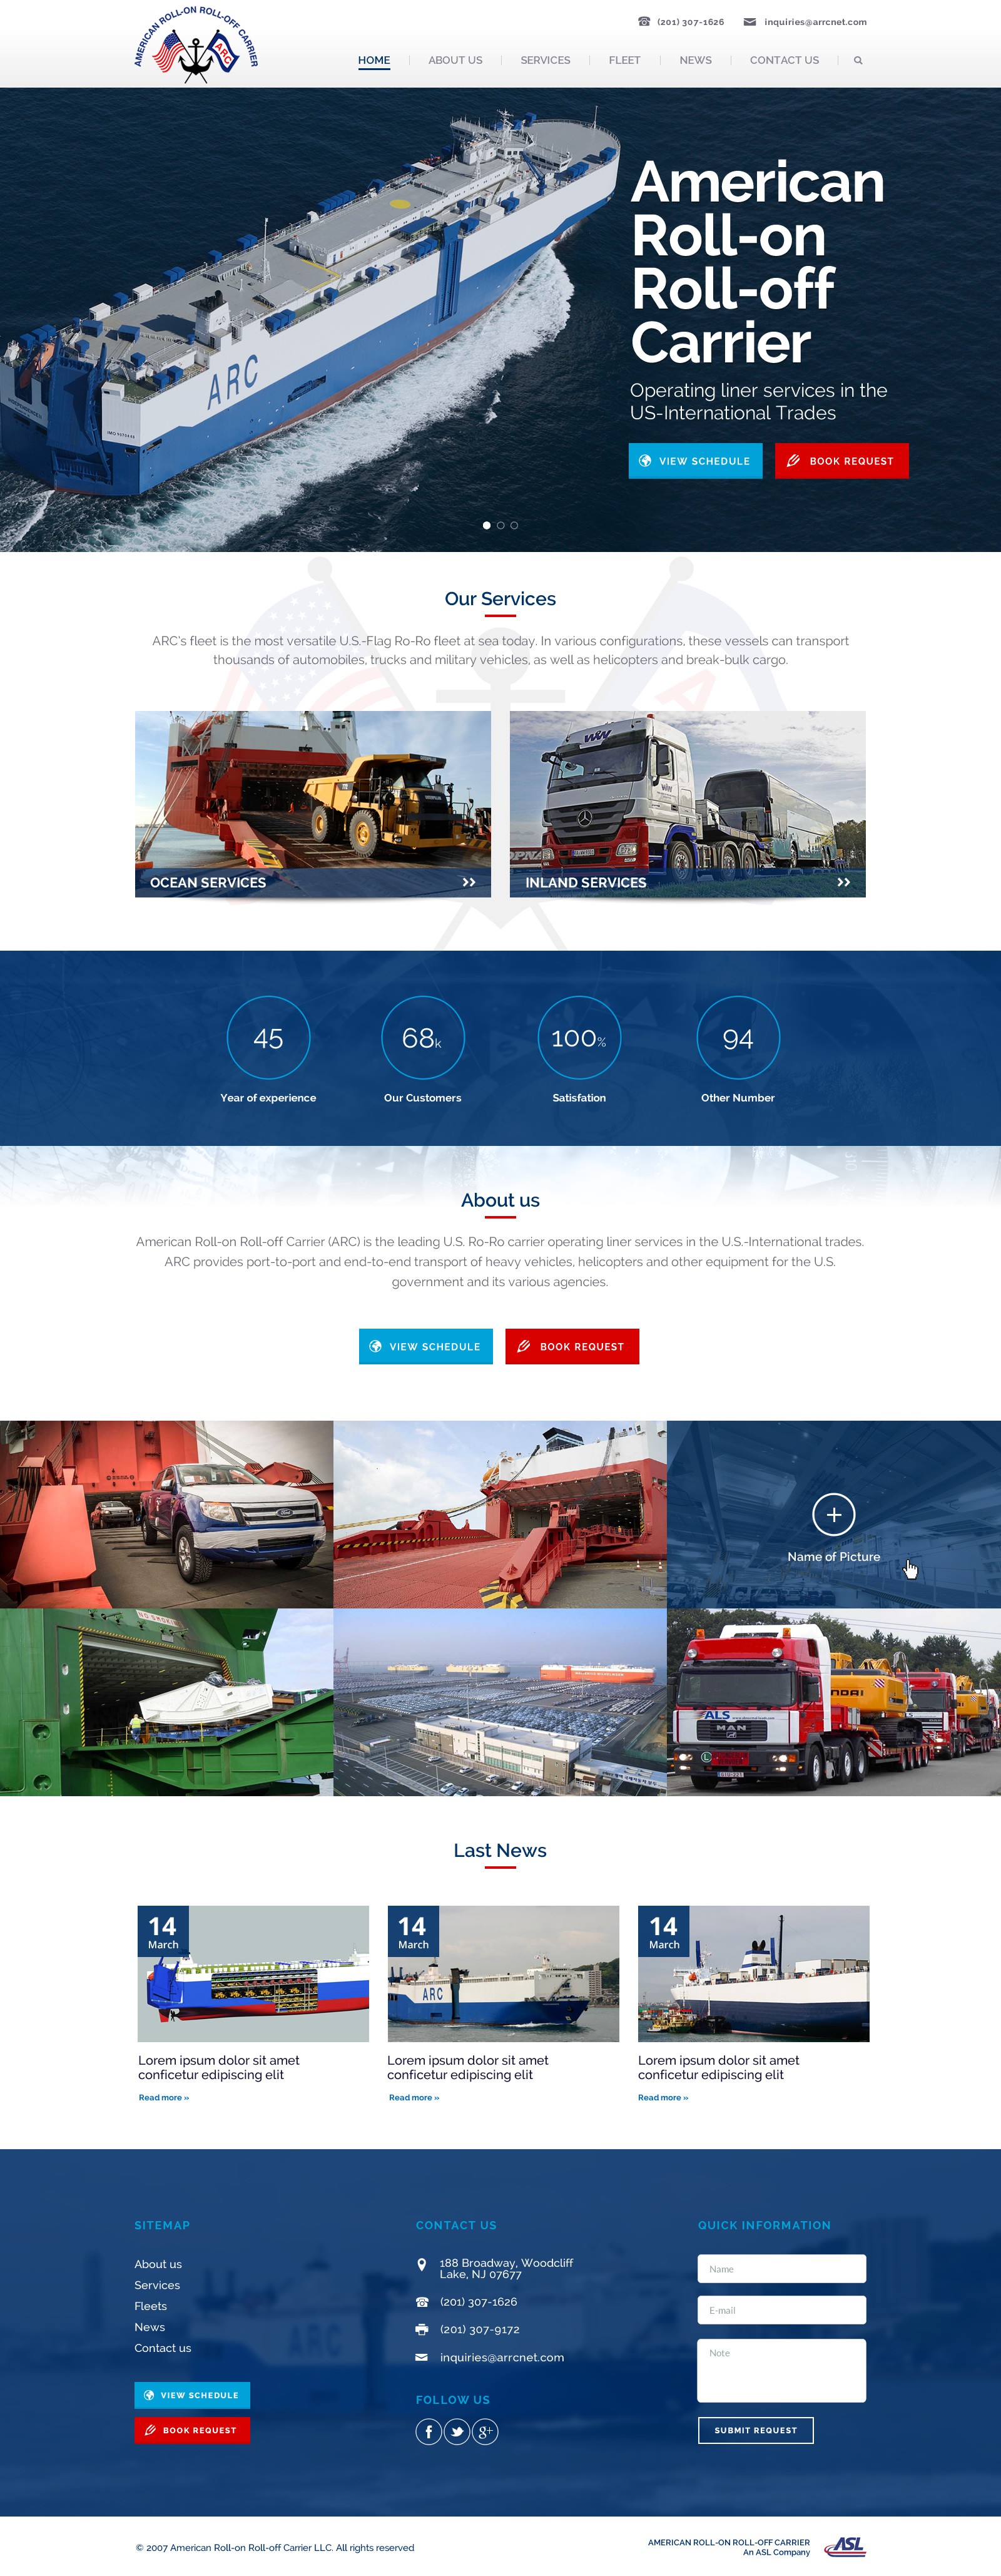 AMERICAN ROLL-ON ROLL-OFF CARRIER
ARC
(201) 307-1626
inquiries@arrcnet.com
HOME
ABOUT US
SERVICES
FLEET
NEWS
CONTACT US
American
Roll-on
Roll-off
Carrier
ARC
Operating liner services in the
US-International Trades
VIEW SCHEDULE
BOOK REQUEST
Our Services
ARC's fleet is the most versatile U.S.-Flag Ro-Ro fleet at sea today. In various configurations, these vessels can transport
thousands of automobiles, trucks and military vehicles, as well as helicopters and break-bulk cargo.
OCEAN SERVICES
INLAND SERVICES
45
68k
100%
94
Year of experience
Our Customers
Satisfation
Other Number
About us
American Roll-on Roll-off Carrier (ARC) is the leading U.S. Ro-Ro carrier operating liner services in the U.S.-International trades.
ARC provides port-to-port and end-to-end transport of heavy vehicles, helicopters and other equipment for the U.S.
government and its various agencies.
VIEW SCHEDULE
BOOK REQUEST
Name of Picture
NO SMOKING
ALS
MAN
NDAI
Last News
14
March
14
March
14
March
ARC
Lorem ipsum dolor sit amet
conficetur edipiscing elit
Read more »
Lorem ipsum dolor sit amet
conficetur edipiscing elit
Read more »
Lorem ipsum dolor sit amet
conficetur edipiscing elit
Read more »
SITEMAP
About us
Services
Fleets
News
Contact us
VIEW SCHEDULE
BOOK REQUEST
CONTACT US
188 Broadway, Woodcliff
Lake, NJ 07677
(201) 307-1626
(201) 307-9172
inquiries@arrcnet.com
FOLLOW US
QUICK INFORMATION
Name
E-mail
Note
SUBMIT REQUEST
© 2007 American Roll-on Roll-off Carrier LLC. All rights reserved
AMERICAN ROLL-ON ROLL-OFF CARRIER
An ASL Company
ASL